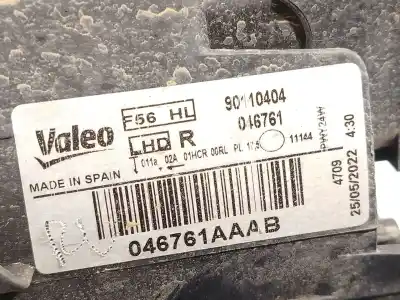 F56 HL
90110404
Valeo
046761
LHD R
011a 02A 01HCR 00RL PL 17,5
11144
MADE IN SPAIN
PWY24W
4709
25/05/2022 4:30
046761AAAB